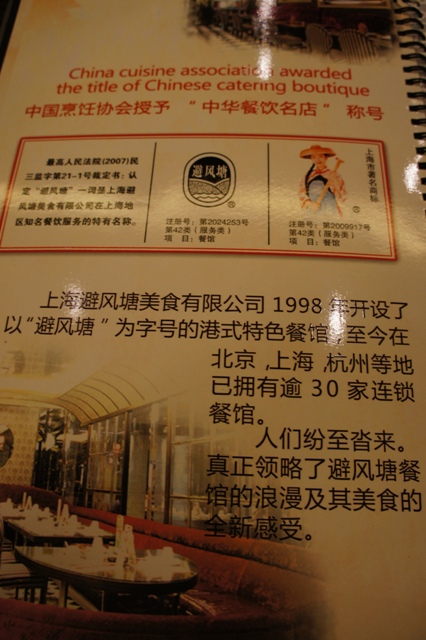 China cuisine association awarded
the title of Chinese catering boutique
中国烹饪协会授予 “中华餐饮名店” 称号
最高人民法院(2007)民
三监字第21-1号裁定书：认
定“避风塘”一词是上海避
风塘美食有限公司在上海地
区知名餐饮服务的特有名称。
避风塘
®
注册号：第2024253号
第42类（服务类）
项 目：餐馆
上海市著名商标
®
注册号：第2009917号
第42类（服务类）
项 目：餐馆
上海避风塘美食有限公司 1998 年开设了
以“避风塘”为字号的港式特色餐馆，至今在
北京,上海,杭州等地
已拥有逾 30 家连锁
餐馆。
人们纷至沓来。
真正领略了避风塘餐
馆的浪漫及其美食的
全新感受。